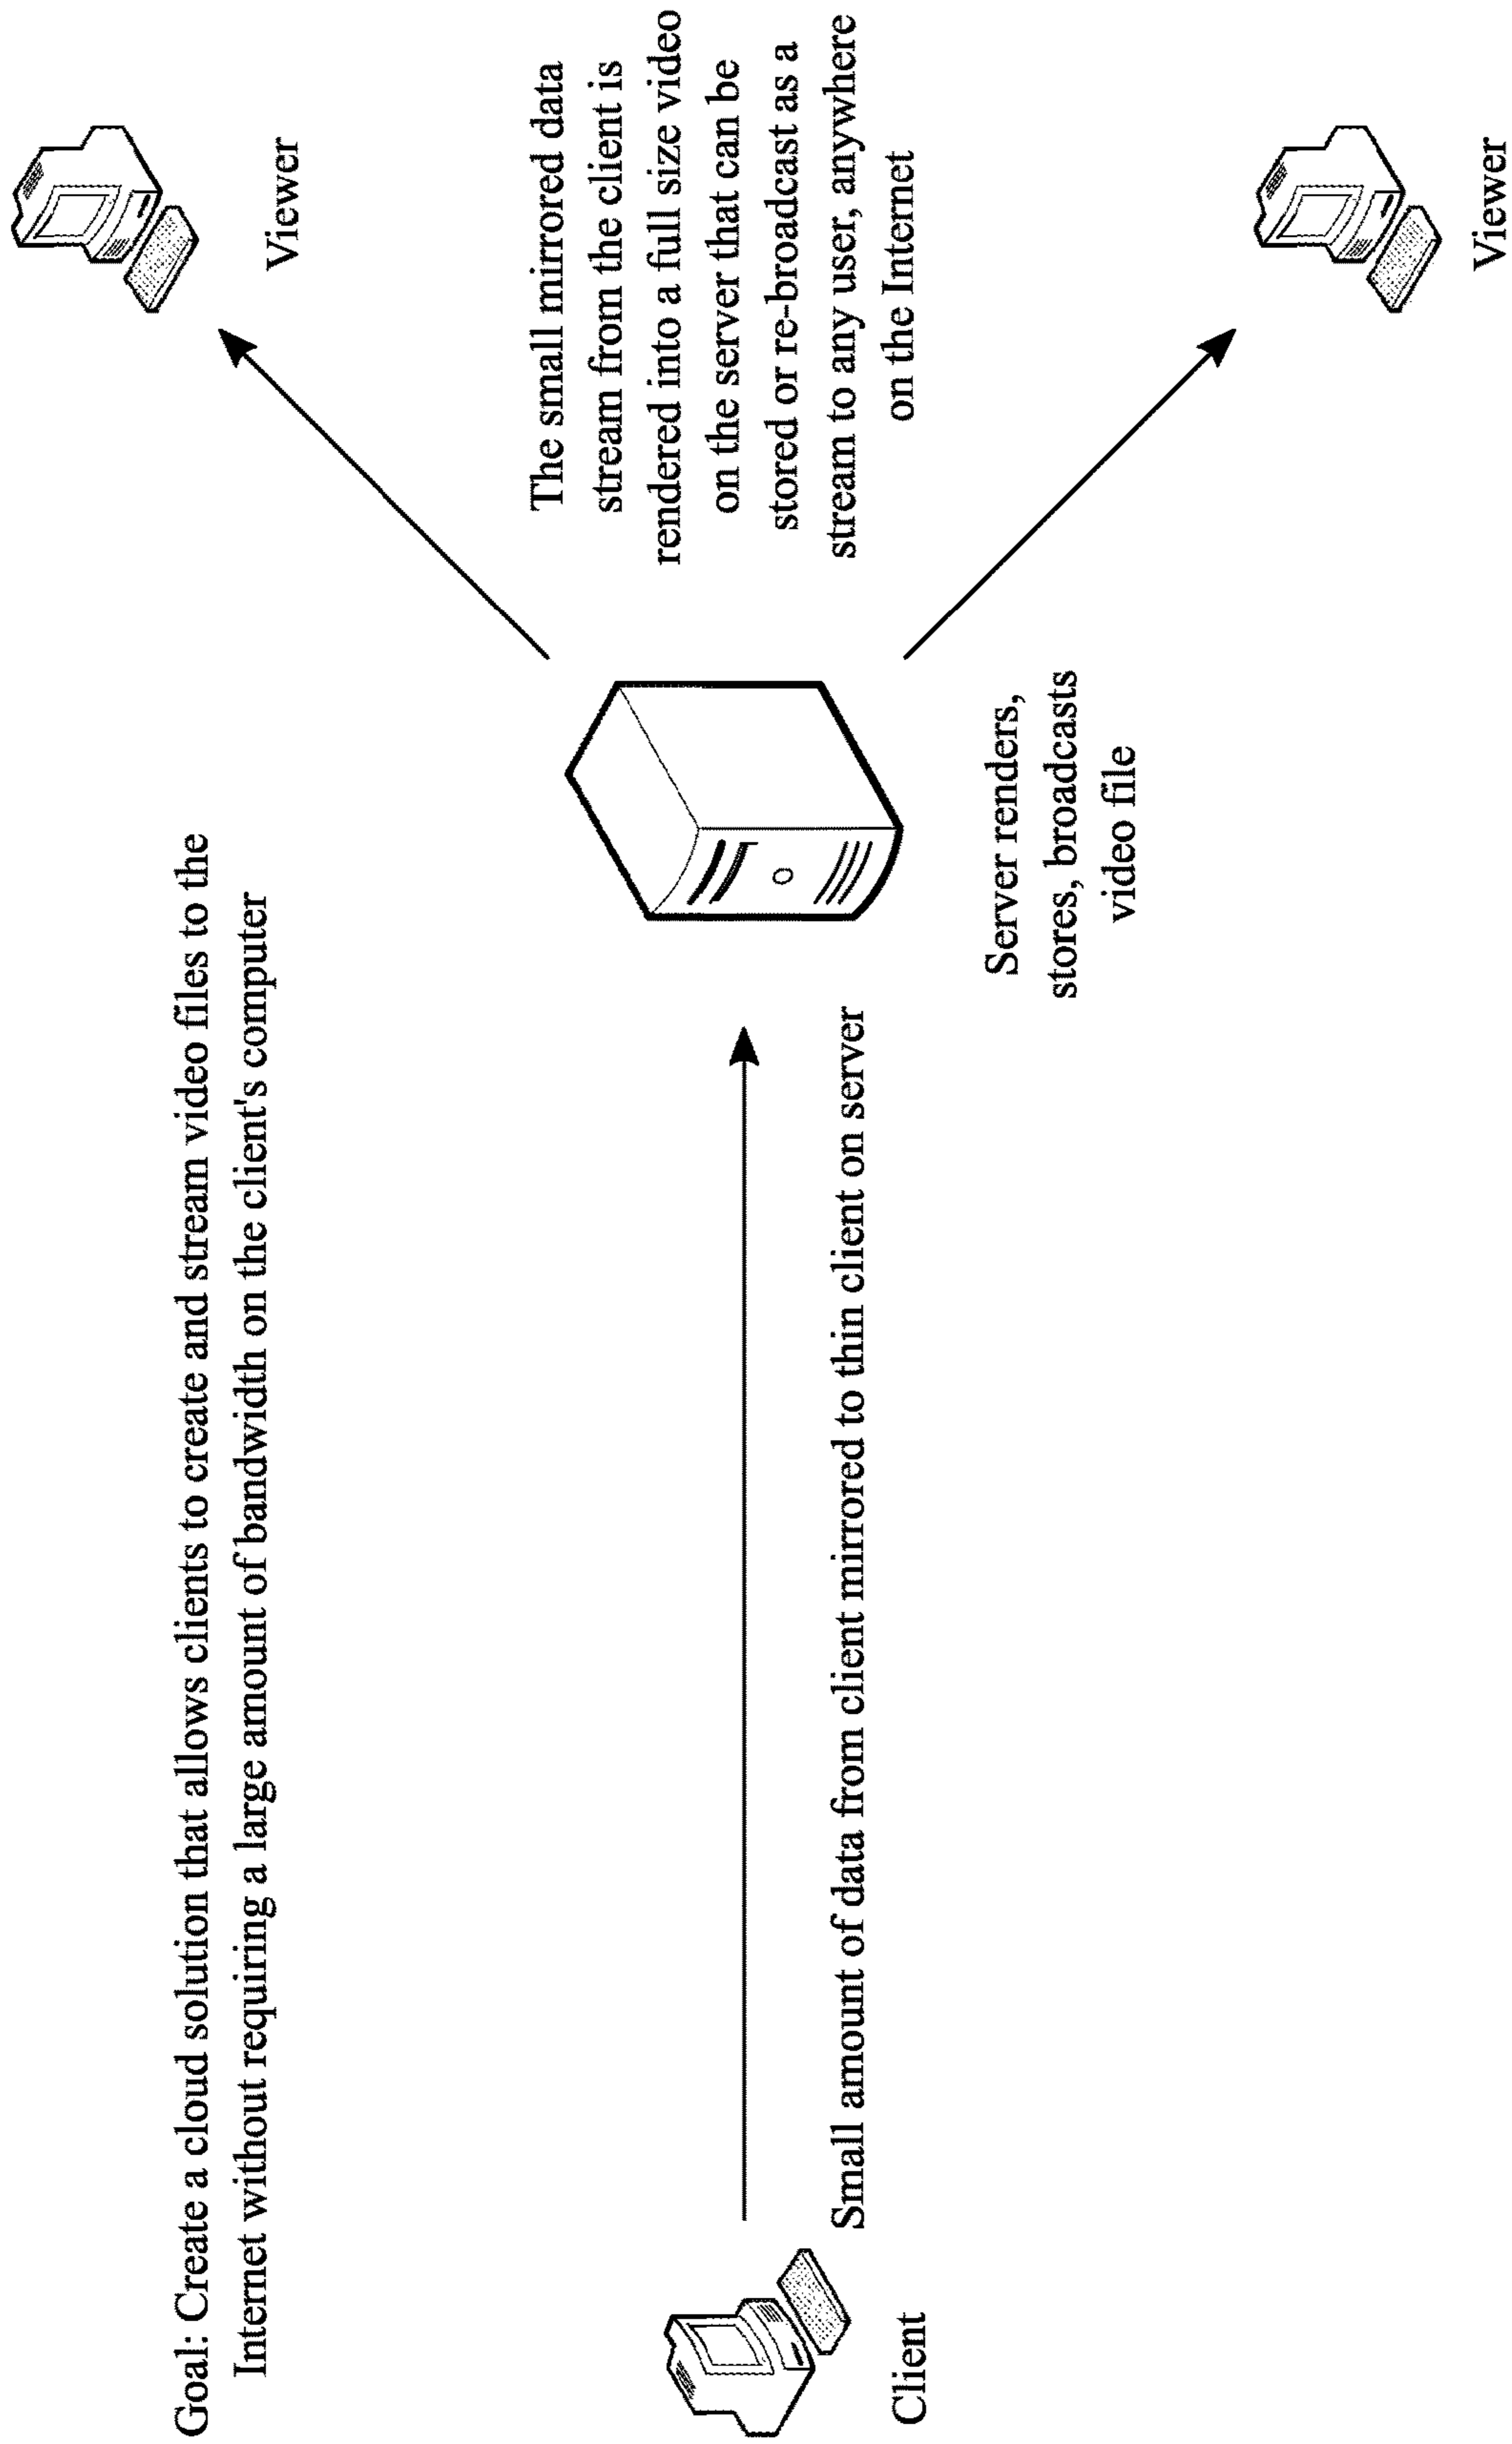 Goal: Create a cloud solution that allows clients to create and stream video files to the
Internet without requiring a large amount of bandwidth on the client's computer
Client
Small amount of data from client mirrored to thin client on server
Server renders,
stores, broadcasts
video file
Viewer
The small mirrored data
stream from the client is
rendered into a full size video
on the server that can be
stored or re-broadcast as a
stream to any user, anywhere
on the Internet
Viewer